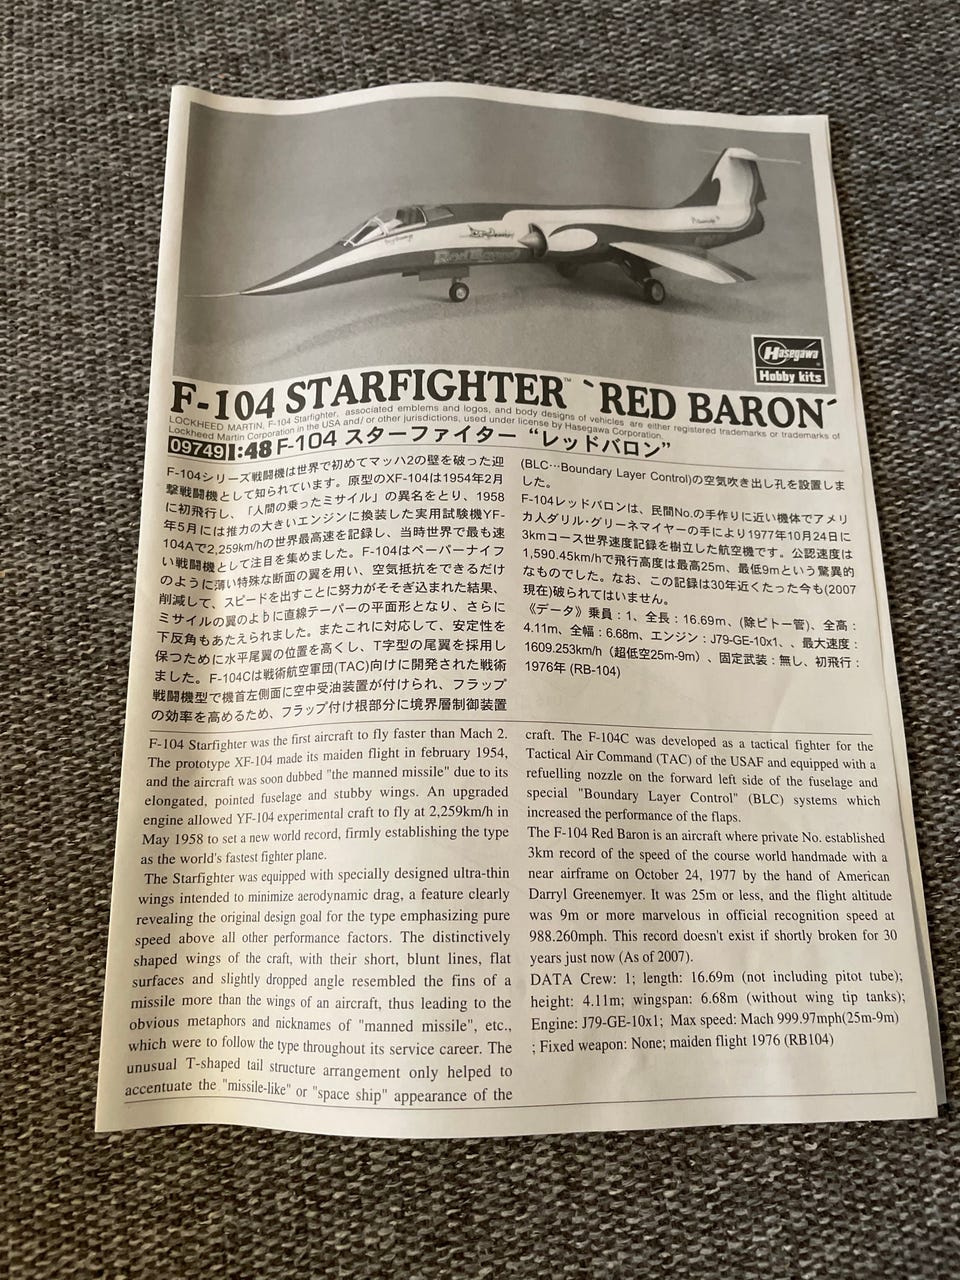 Hasegawa
Hobby kits
F-104 STARFIGHTER™ `RED BARON´
LOCKHEED MARTIN, F-104 Starfighter, associated emblems and logos, and body designs of vehicles are either registered trademarks or trademarks of
Lockheed Martin Corporation in the USA and/ or other jurisdictions, used under license by Hasegawa Corporation.
09749 1:48 F-104 スターファイター “レッドバロン”
F-104シリーズ戦闘機は世界で初めてマッハ2の壁を破った迎
撃戦闘機として知られています。原型のXF-104は1954年2月
に初飛行し、「人間の乗ったミサイル」の異名をとり、1958
年5月には推力の大きいエンジンに換装した実用試験機YF-
104Aで2,259km/hの世界最高速を記録し、当時世界で最も速
い戦闘機として注目を集めました。F-104はペーパーナイフ
のように薄い特殊な断面の翼を用い、空気抵抗をできるだけ
削減して、スピードを出すことに努力がそそぎ込まれた結果、
ミサイルの翼のように直線テーパーの平面形となり、さらに
下反角もあたえられました。またこれに対応して、安定性を
保つために水平尾翼の位置を高くし、T字型の尾翼を採用し
ました。F-104Cは戦術航空軍団(TAC)向けに開発された戦術
戦闘機型で機首左側面に空中受油装置が付けられ、フラップ
の効率を高めるため、フラップ付け根部分に境界層制御装置
(BLC…Boundary Layer Control)の空気吹き出し孔を設置しま
した。
F-104レッドバロンは、民間No.の手作りに近い機体でアメリ
カ人ダリル・グリーネマイヤーの手により1977年10月24日に
3kmコース世界速度記録を樹立した航空機です。公認速度は
1,590.45km/hで飛行高度は最高25m、最低9mという驚異的
なものでした。なお、この記録は30年近くたった今も(2007
現在)破られてはいません。
《データ》乗員：1、全長：16.69m、(除ピトー管)、全高：
4.11m、全幅：6.68m、エンジン：J79-GE-10x1、、最大速度：
1609.253km/h（超低空25m-9m）、固定武装：無し、初飛行：
1976年 (RB-104)
F-104 Starfighter was the first aircraft to fly faster than Mach 2.
The prototype XF-104 made its maiden flight in february 1954,
and the aircraft was soon dubbed "the manned missile" due to its
elongated, pointed fuselage and stubby wings. An upgraded
engine allowed YF-104 experimental craft to fly at 2,259km/h in
May 1958 to set a new world record, firmly establishing the type
as the world's fastest fighter plane.
The Starfighter was equipped with specially designed ultra-thin
wings intended to minimize aerodynamic drag, a feature clearly
revealing the original design goal for the type emphasizing pure
speed above all other performance factors. The distinctively
shaped wings of the craft, with their short, blunt lines, flat
surfaces and slightly dropped angle resembled the fins of a
missile more than the wings of an aircraft, thus leading to the
obvious metaphors and nicknames of "manned missile", etc.,
which were to follow the type throughout its service career. The
unusual T-shaped tail structure arrangement only helped to
accentuate the "missile-like" or "space ship" appearance of the
craft. The F-104C was developed as a tactical fighter for the
Tactical Air Command (TAC) of the USAF and equipped with a
refuelling nozzle on the forward left side of the fuselage and
special "Boundary Layer Control" (BLC) systems which
increased the performance of the flaps.
The F-104 Red Baron is an aircraft where private No. established
3km record of the speed of the course world handmade with a
near airframe on October 24, 1977 by the hand of American
Darryl Greenemyer. It was 25m or less, and the flight altitude
was 9m or more marvelous in official recognition speed at
988.260mph. This record doesn't exist if shortly broken for 30
years just now (As of 2007).
DATA Crew: 1; length: 16.69m (not including pitot tube);
height: 4.11m; wingspan: 6.68m (without wing tip tanks);
Engine: J79-GE-10x1; Max speed: Mach 999.97mph(25m-9m)
; Fixed weapon: None; maiden flight 1976 (RB104)